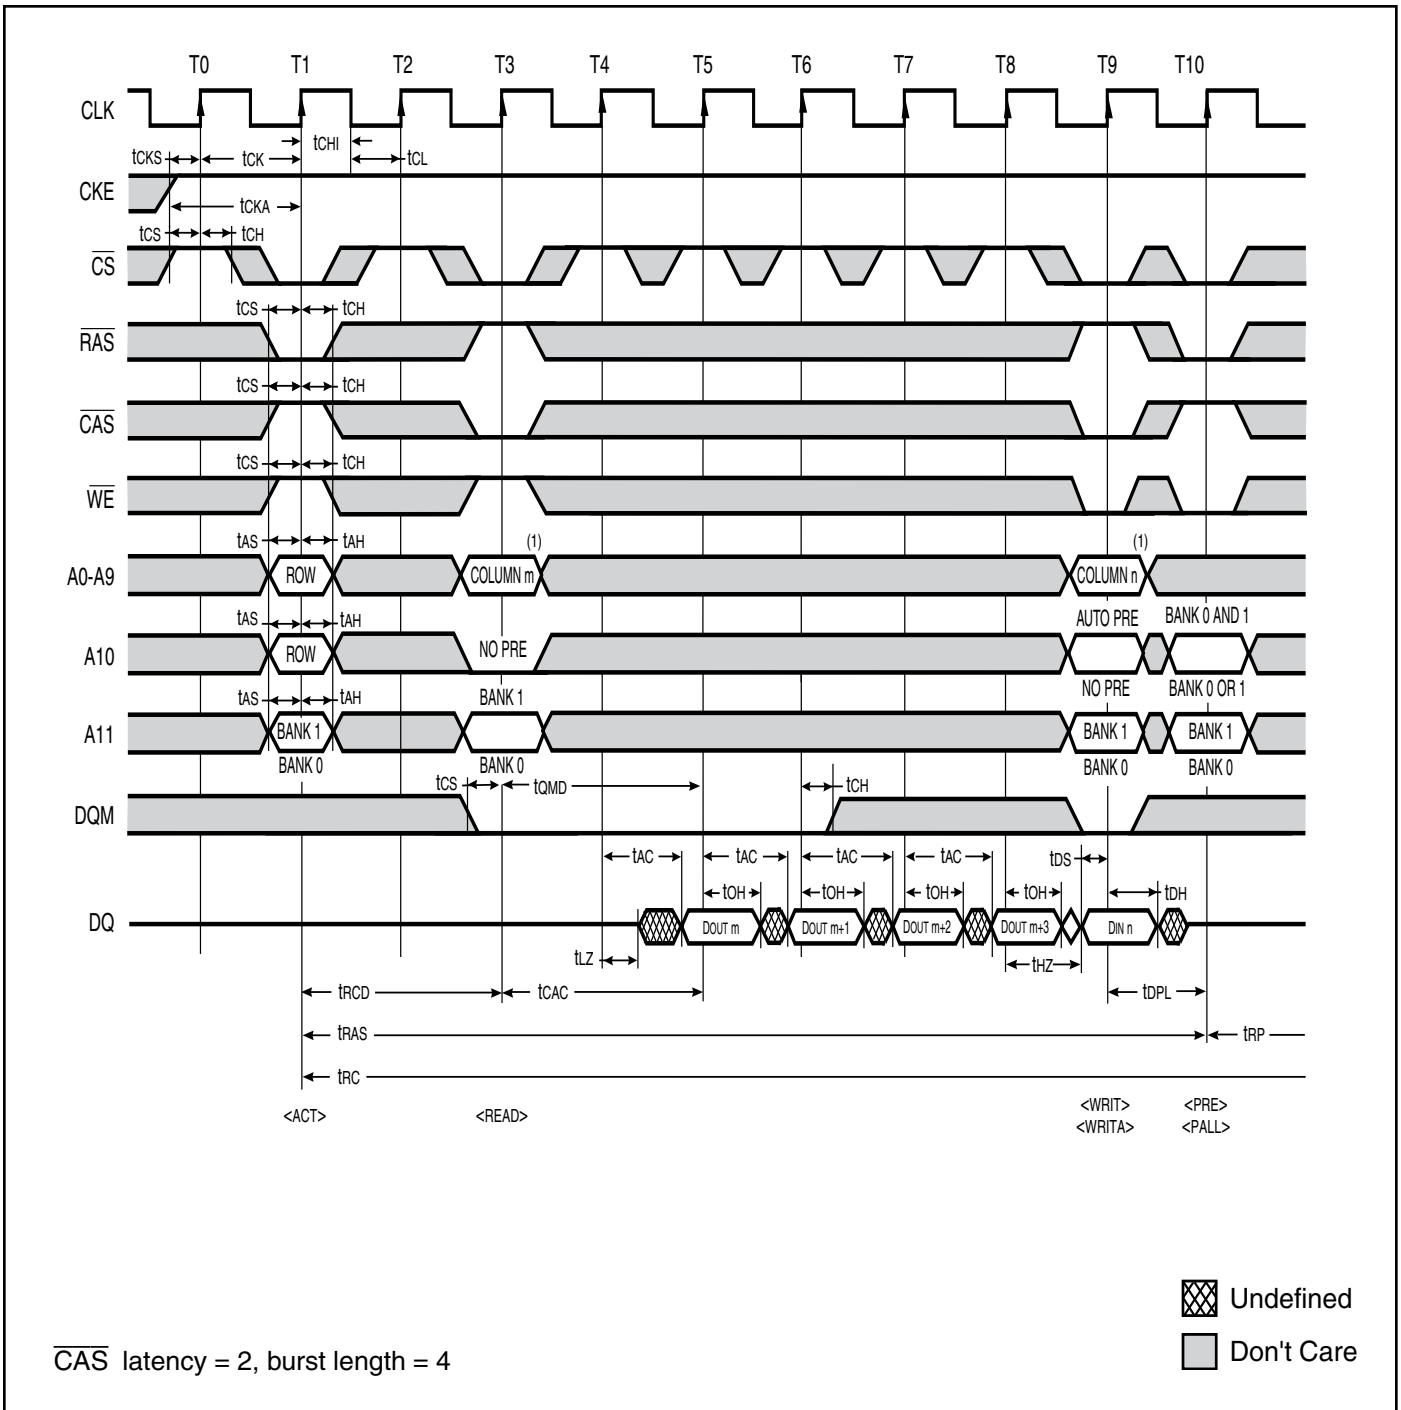 T0 T1 T2 T3 T4 T5 T6 T7 T8 T9 T10
CLK
tCHI
tCKS tCK tCL
CKE
tCKA
tCS tCH
CS
tCS tCH
RAS
tCS tCH
CAS
tCS tCH
WE
tAS tAH (1) (1)
A0-A9 ROW COLUMN m COLUMN n
tAS tAH AUTO PRE BANK 0 AND 1
A10 ROW NO PRE
tAS tAH BANK 1 NO PRE BANK 0 OR 1
A11 BANK 1 BANK 1 BANK 1
BANK 0 BANK 0 BANK 0 BANK 0
tCS tQMD tCH
DQM
tAC tAC tAC tAC tDS
tOH tOH tOH tOH tDH
DQ DOUT m DOUT m+1 DOUT m+2 DOUT m+3 DIN n
tLZ tHZ
tRCD tCAC tDPL
tRAS tRP
tRC
<ACT> <READ> <WRIT> <PRE>
<WRITA> <PALL>
Undefined
Don't Care
CAS latency = 2, burst length = 4